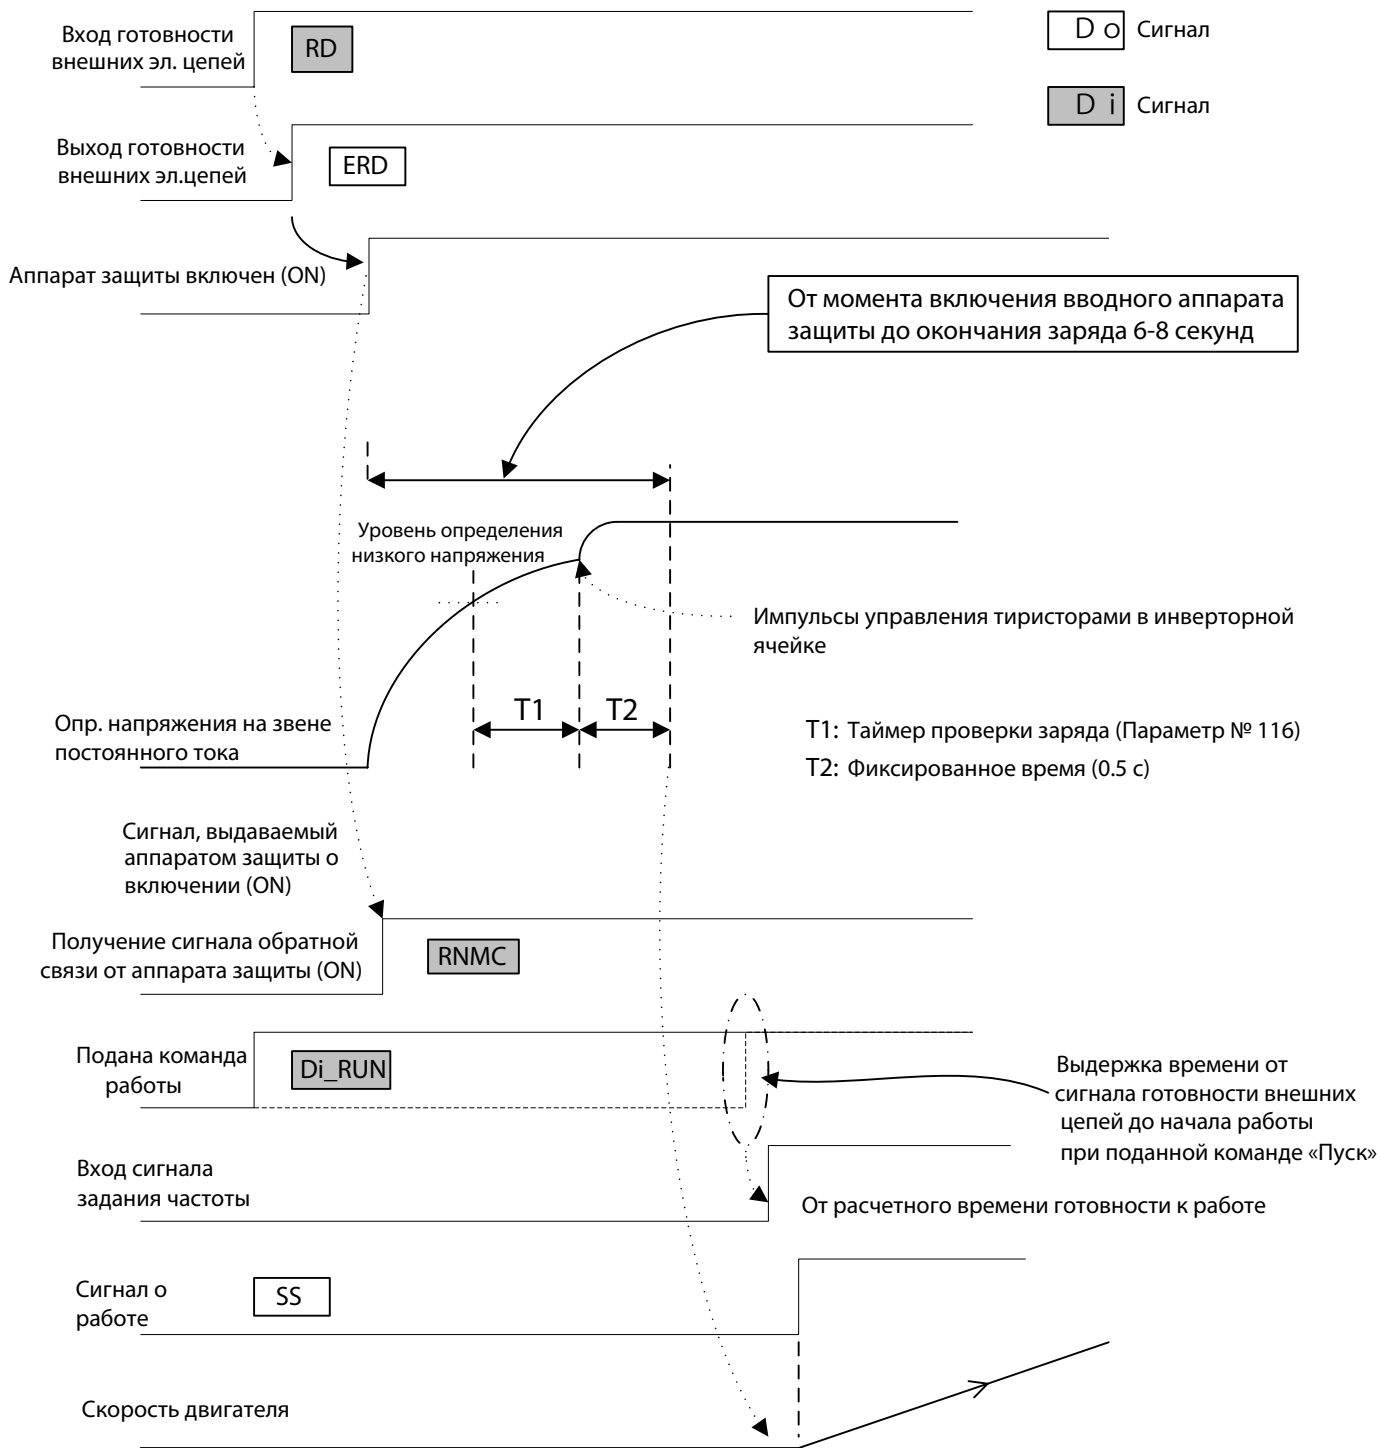 Вход готовности
внешних эл. цепей
RD
D o Сигнал
D i Сигнал
Выход готовности
внешних эл.цепей
ERD
Аппарат защиты включен (ON)
От момента включения вводного аппарата
защиты до окончания заряда 6-8 секунд
Уровень определения
низкого напряжения
Импульсы управления тиристорами в инверторной
ячейке
T1
T2
Опр. напряжения на звене
постоянного тока
T1: Таймер проверки заряда (Параметр № 116)
T2: Фиксированное время (0.5 с)
Сигнал, выдаваемый
аппаратом защиты о
включении (ON)
Получение сигнала обратной
связи от аппарата защиты (ON)
RNMC
Подана команда
работы
Di_RUN
Выдержка времени от
сигнала готовности внешних
цепей до начала работы
при поданной команде «Пуск»
Вход сигнала
задания частоты
От расчетного времени готовности к работе
Сигнал о
работе
SS
Скорость двигателя